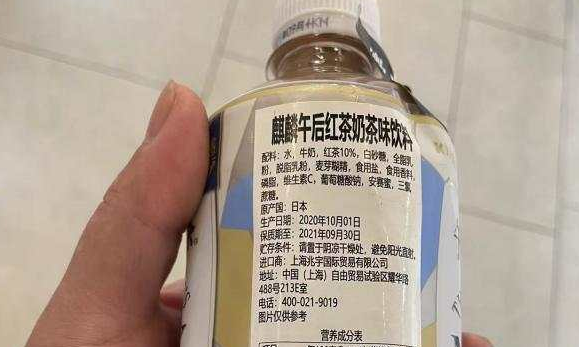 麒麟午后红茶奶茶味饮料
配料：水，牛奶，红茶10%，白砂糖，全脂乳
粉，脱脂乳粉，麦芽糊精，食用盐，食用香料，
磷脂，维生素C，葡萄糖酸钠，安赛蜜，三氯
蔗糖。
原产国：日本
生产日期：2020年10月01日
保质期至：2021年09月30日
贮存条件：请置于阴凉干燥处，避免阳光直射。
进口商：上海兆宇国际贸易有限公司
地址：中国（上海）自由贸易试验区耀华路
488号213E室
电话：400-021-9019
图片仅供参考
营养成分表